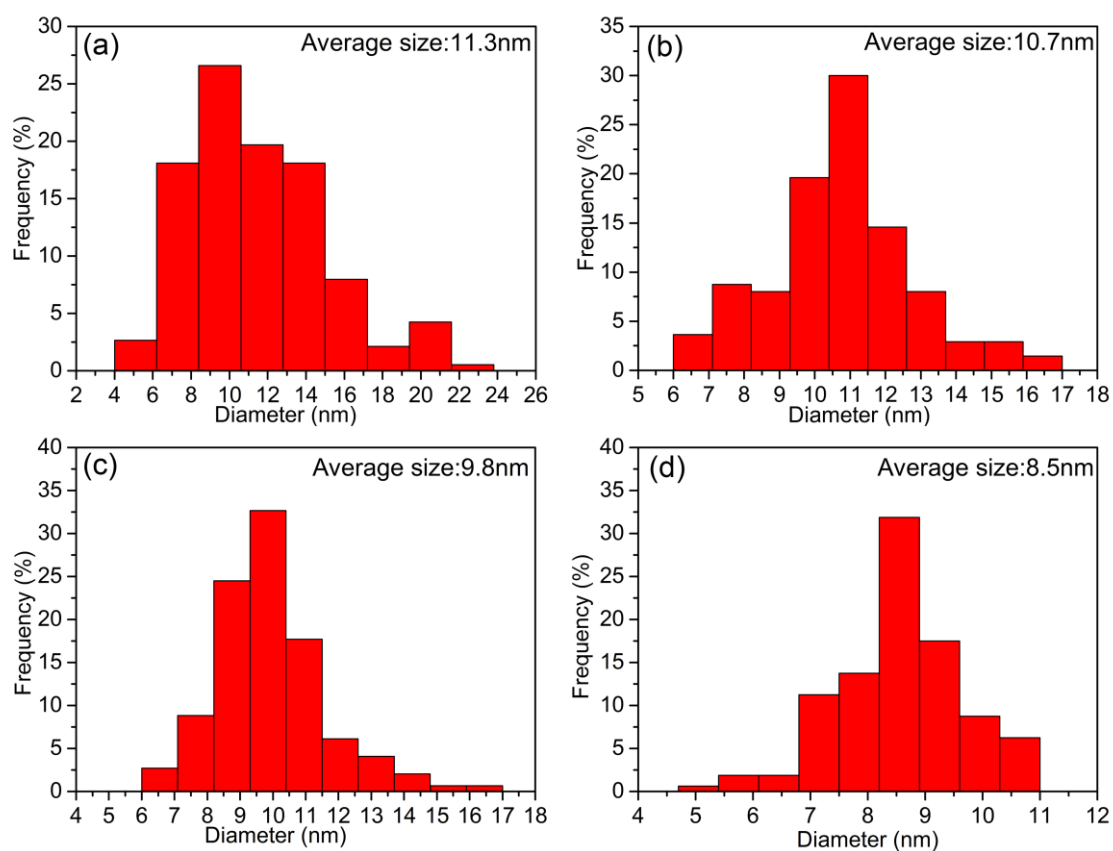 (a) Average size:11.3nm
Frequency (%)
30
25
20
15
10
5
0
2 4 6 8 10 12 14 16 18 20 22 24 26
Diameter (nm)
(b) Average size:10.7nm
Frequency (%)
35
30
25
20
15
10
5
0
5 6 7 8 9 10 11 12 13 14 15 16 17 18
Diameter (nm)
(c) Average size:9.8nm
Frequency (%)
40
35
30
25
20
15
10
5
0
4 5 6 7 8 9 10 11 12 13 14 15 16 17 18
Diameter (nm)
(d) Average size:8.5nm
Frequency (%)
40
35
30
25
20
15
10
5
0
4 5 6 7 8 9 10 11 12
Diameter (nm)